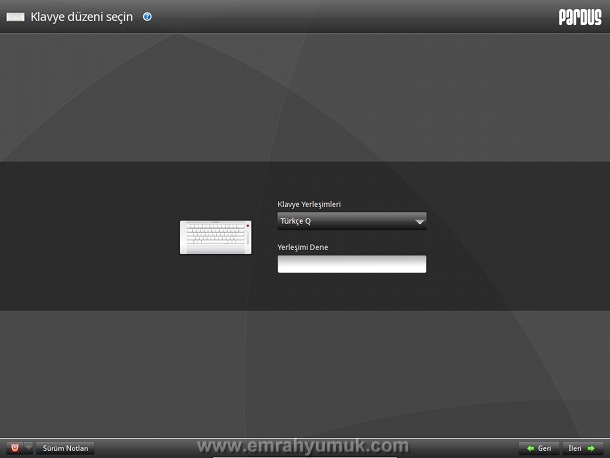 Klavye düzeni seçin
PARDUS
Klavye Yerleşimleri
Türkçe Q
Yerleşimi Dene
Sürüm Notları
www.emrahyumuk.com
Geri
İleri